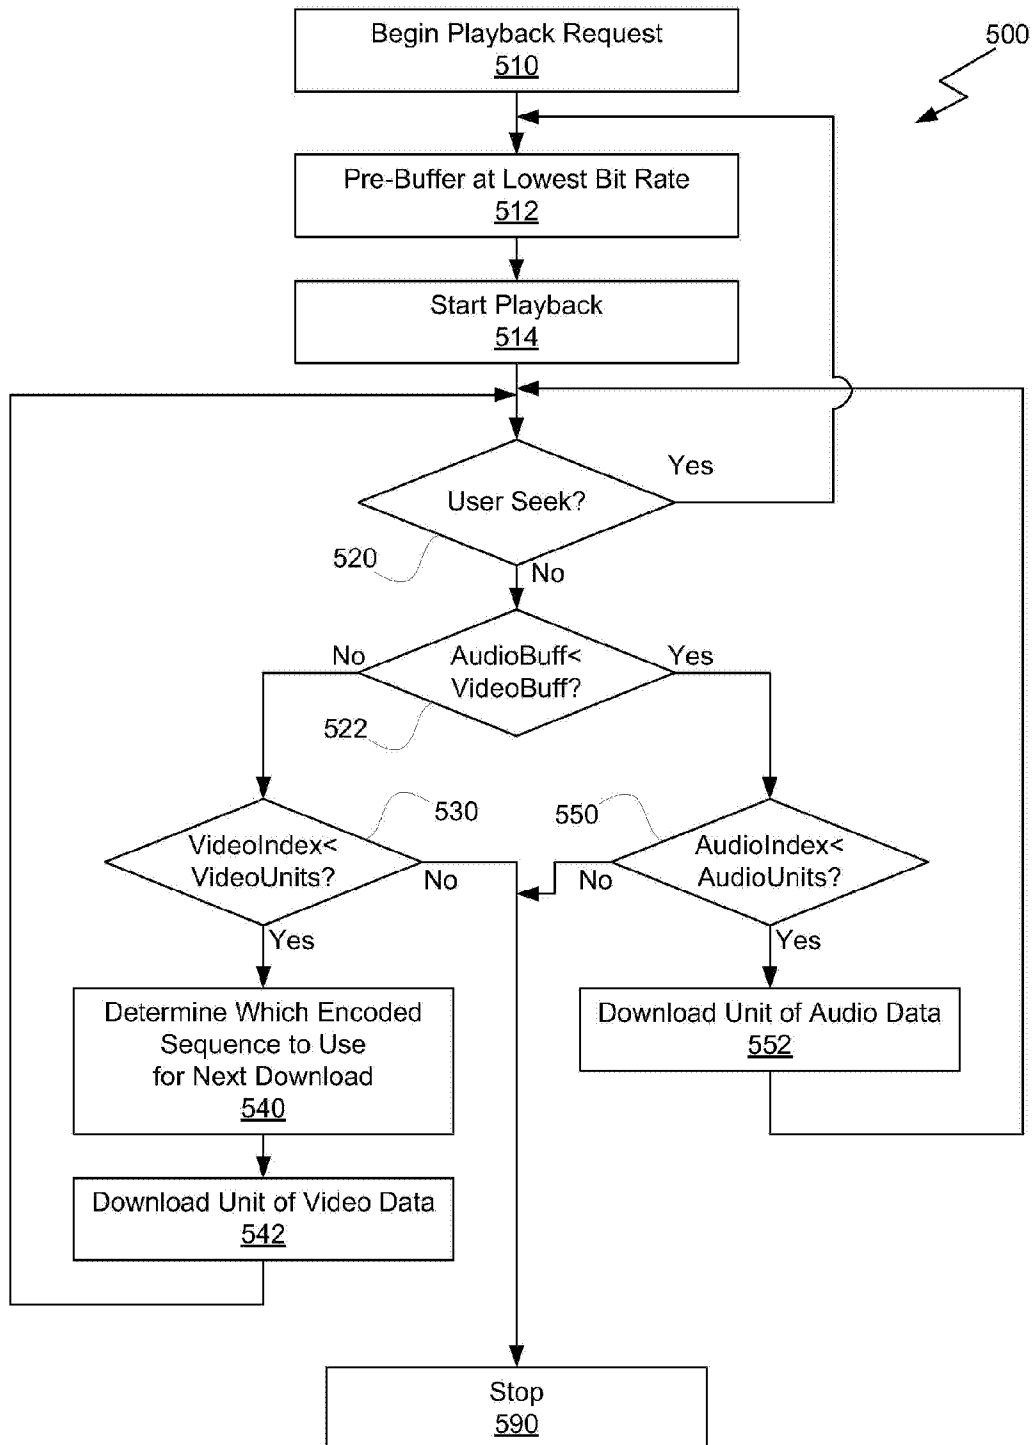 Begin Playback Request
510
500
Pre-Buffer at Lowest Bit Rate
512
Start Playback
514
User Seek?
Yes
520
No
AudioBuff<
VideoBuff?
No
Yes
522
VideoIndex<
VideoUnits?
530
No
Yes
550
AudioIndex<
AudioUnits?
No
Yes
Determine Which Encoded
Sequence to Use
for Next Download
540
Download Unit of Audio Data
552
Download Unit of Video Data
542
Stop
590